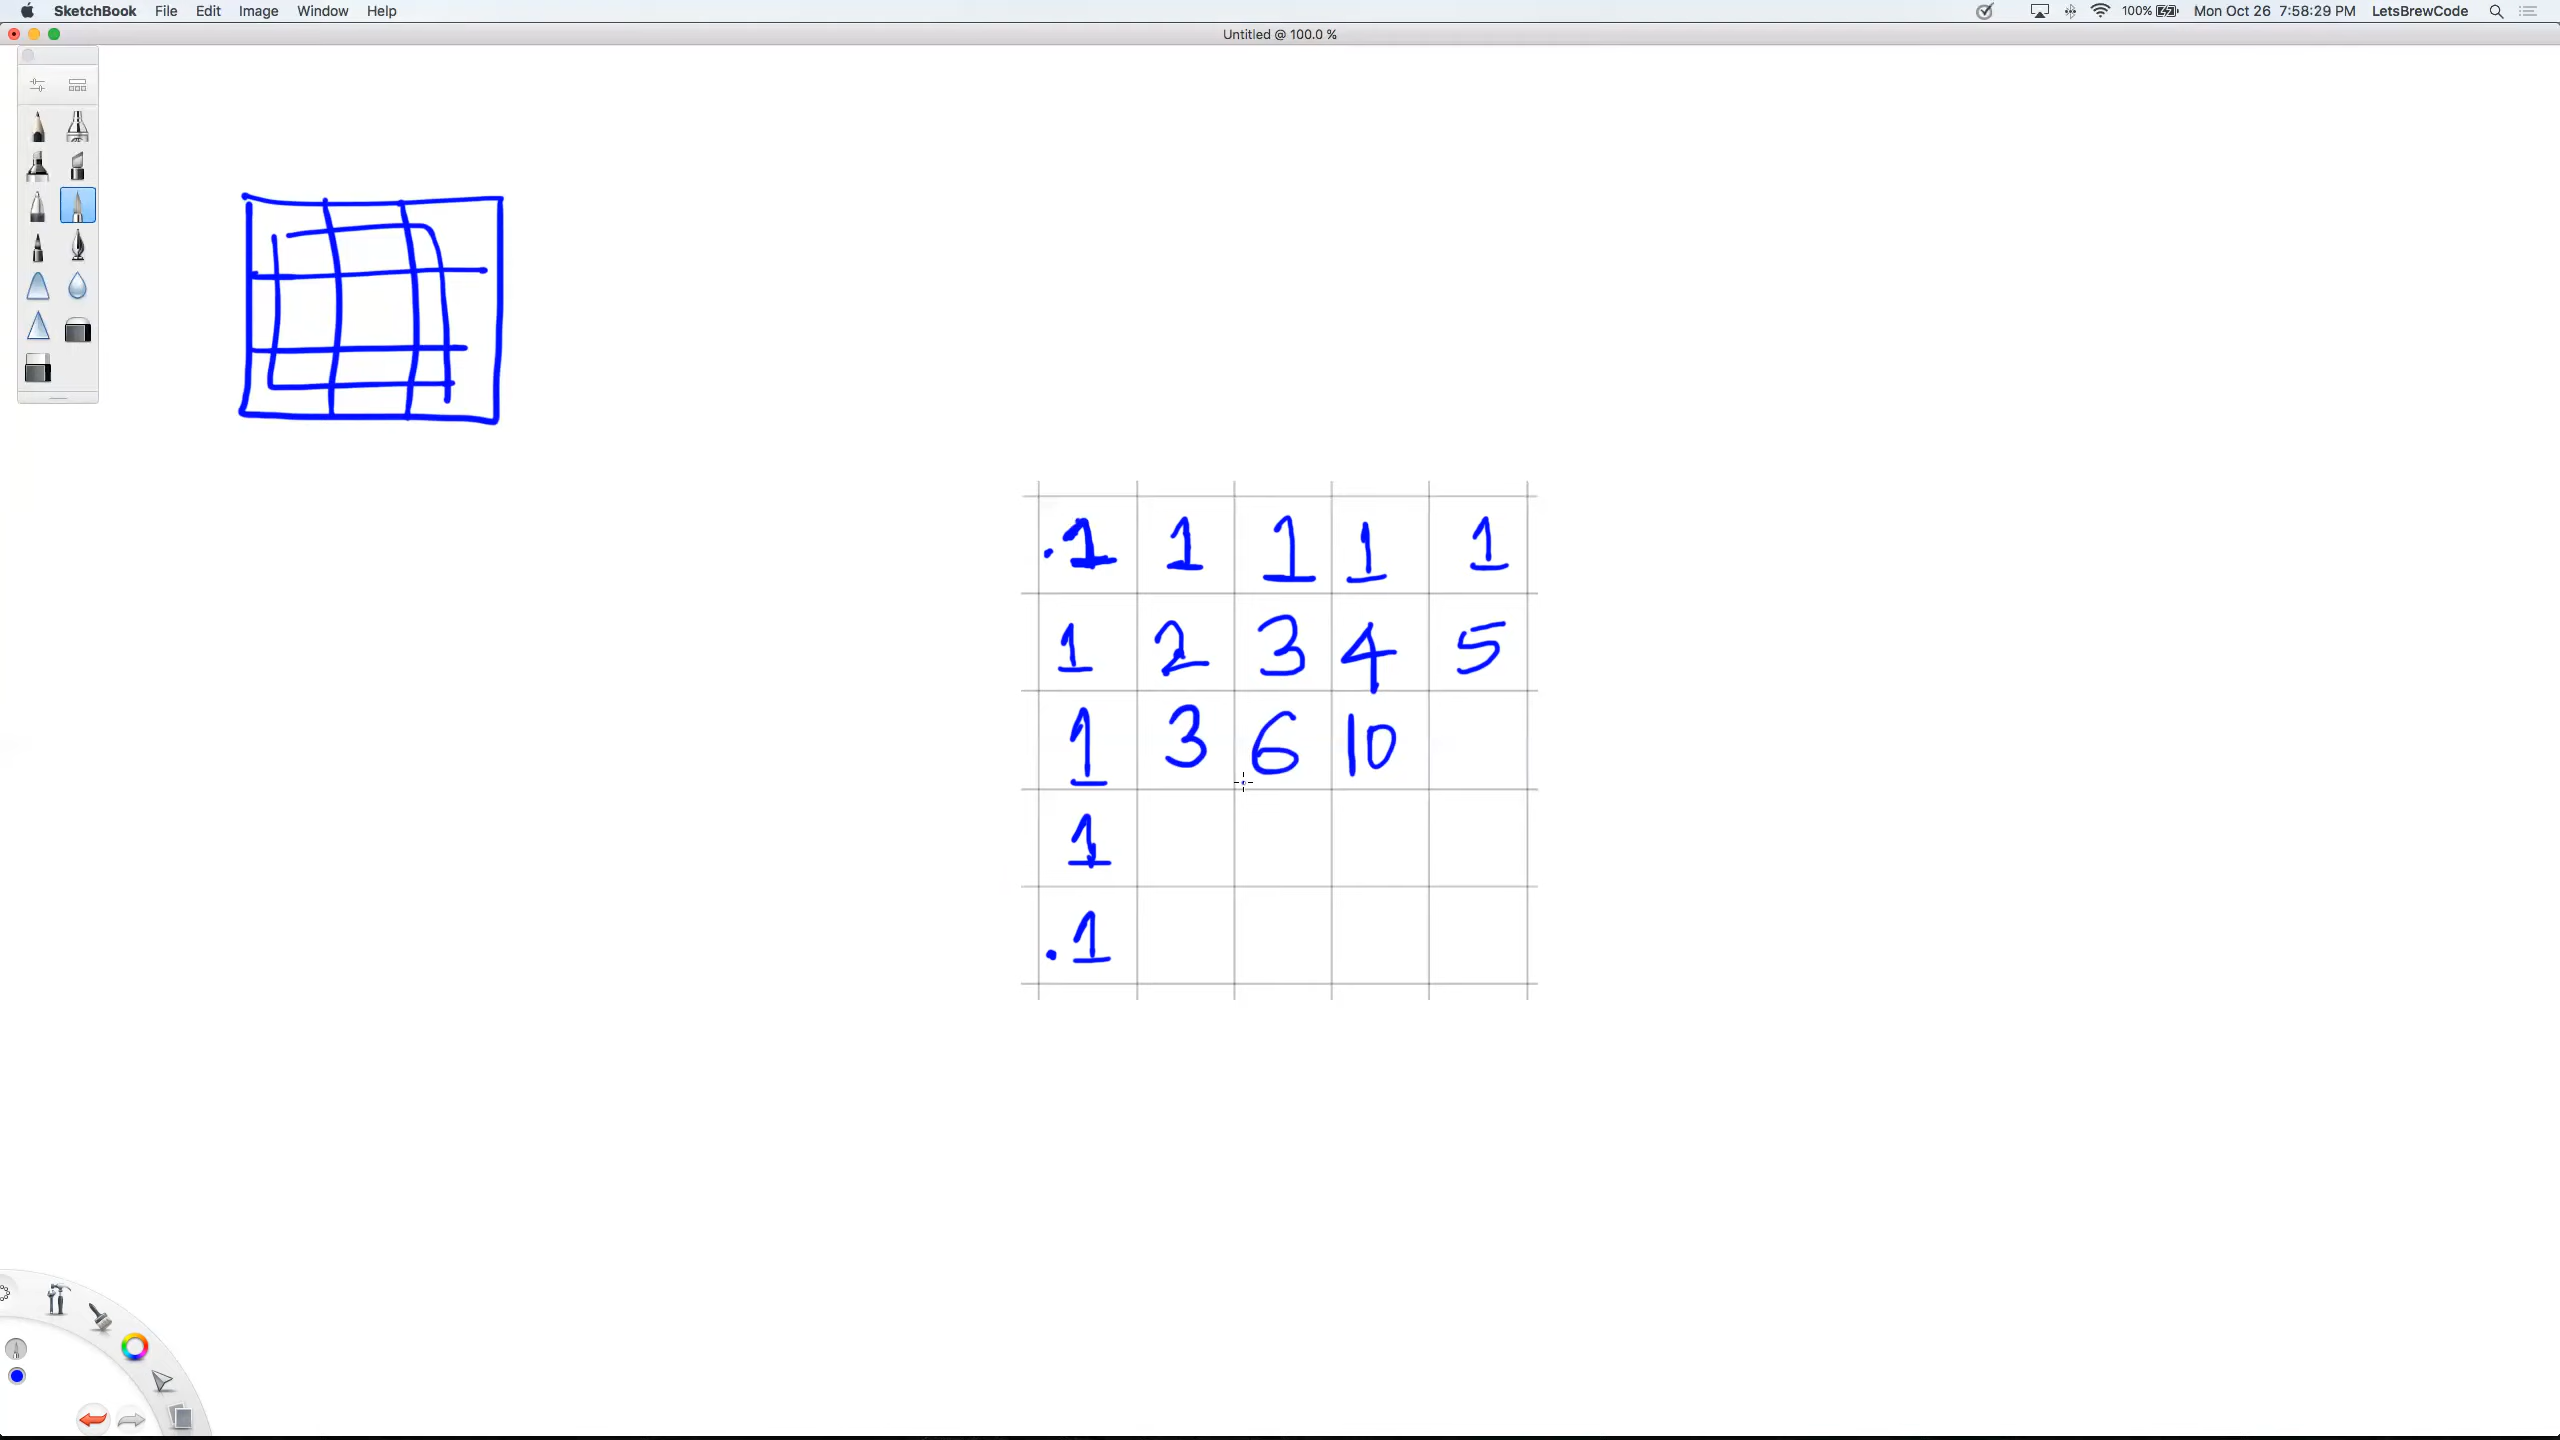 SketchBook File Edit Image Window Help 100% Mon Oct 26 7:58:29 PM LetsBrewCode
Untitled @ 100.0 %
.1 1 1 1 1
1 2 3 4 5
1 3 6 10
1
.1